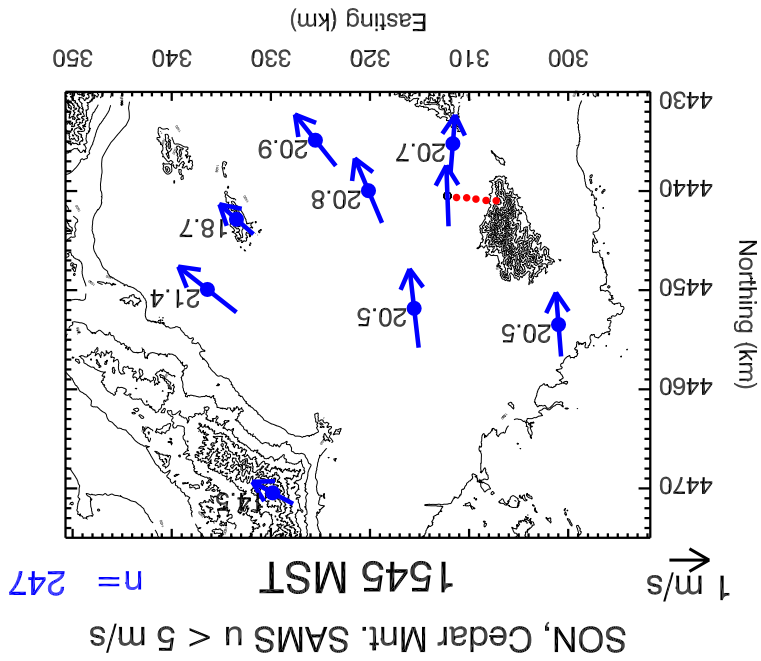 SON, Cedar Mnt. SAMS u < 5 m/s
1 m/s
1545 MST
n= 247
Northing (km)
4470
14.5
4460
20.5
20.5
4450
21.4
18.7
4440
20.8
20.7
20.9
4430
300 310 320 330 340 350
Easting (km)